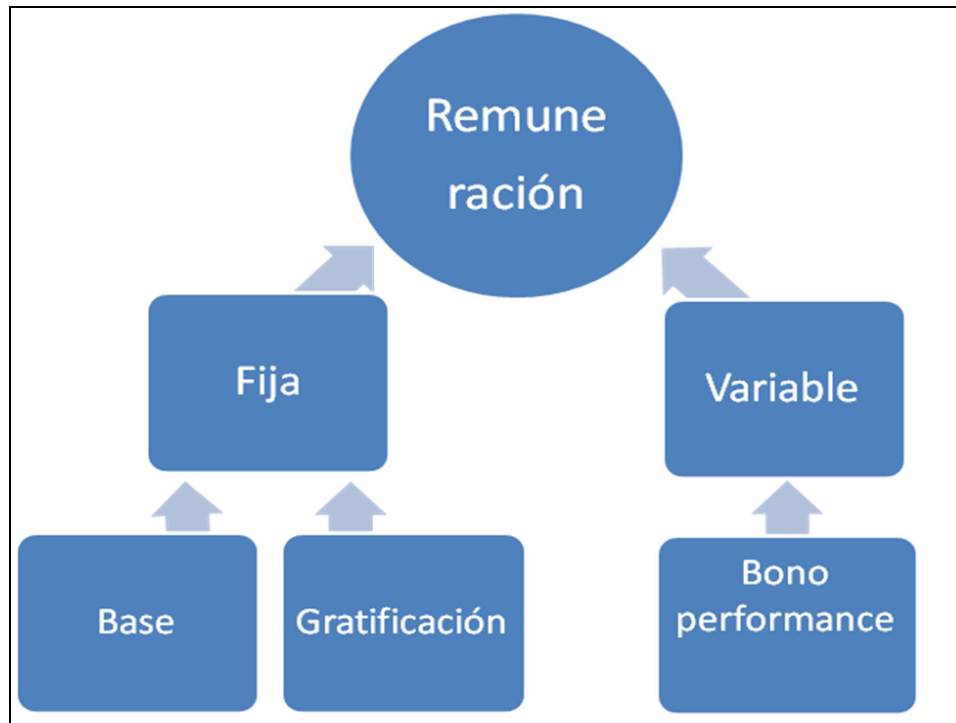 Remune
ración
Fija
Variable
Base
Gratificación
Bono
performance